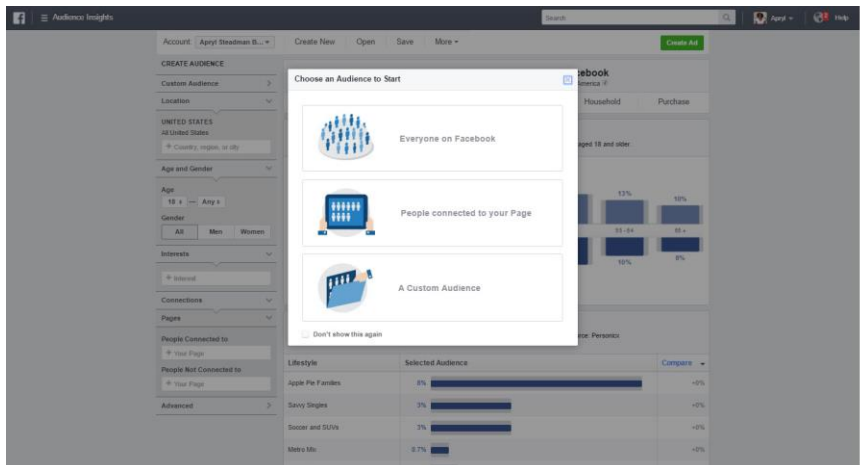 Audience Insights
Search
Apryl
Help
Account: Apryl Steadman B...
Create New
Open
Save
More
Create Ad
CREATE AUDIENCE
Custom Audience
Location
UNITED STATES
All United States
+ Country, region, or city
Age and Gender
Age
18 — Any
Gender
All Men Women
Interests
+ Interest
Connections
Pages
People Connected to
+ Your Page
People Not Connected to
+ Your Page
Advanced
Choose an Audience to Start
Everyone on Facebook
People connected to your Page
A Custom Audience
Don't show this again
cebook
America
Household
Purchase
aged 18 and older.
13%
10%
55 - 64
65 +
10%
8%
rce: Personicx
Lifestyle
Selected Audience
Compare
Apple Pie Families
8%
+0%
Savvy Singles
3%
+0%
Soccer and SUVs
3%
+0%
Metro Mix
0.7%
+0%